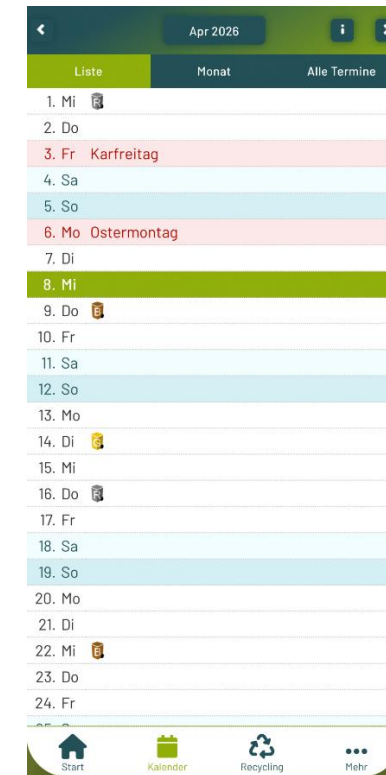 Apr 2026
i
Liste Monat Alle Termine
1. Mi R
2. Do
3. Fr Karfreitag
4. Sa
5. So
6. Mo Ostermontag
7. Di
8. Mi
9. Do B
10. Fr
11. Sa
12. So
13. Mo
14. Di G
15. Mi
16. Do R
17. Fr
18. Sa
19. So
20. Mo
21. Di
22. Mi B
23. Do
24. Fr
Start Kalender Recycling Mehr